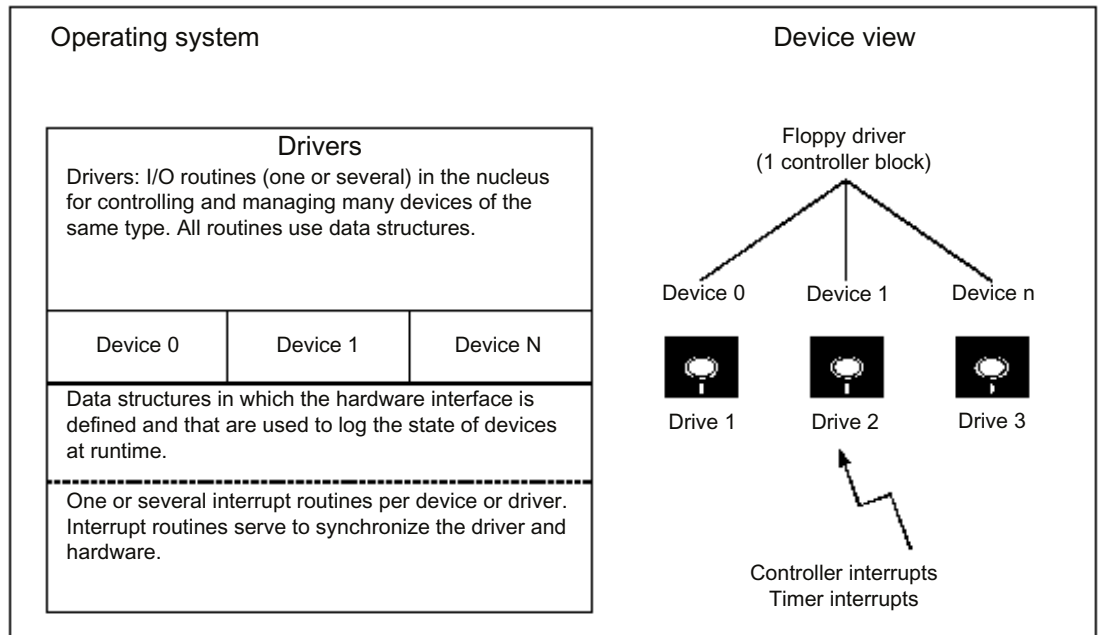 Operating system
Device view
Drivers
Drivers: I/O routines (one or several) in the nucleus
for controlling and managing many devices of the
same type. All routines use data structures.
Device 0
Device 1
Device N
Data structures in which the hardware interface is
defined and that are used to log the state of devices
at runtime.
One or several interrupt routines per device or driver.
Interrupt routines serve to synchronize the driver and
hardware.
Floppy driver
(1 controller block)
Device 0
Device 1
Device n
Drive 1
Drive 2
Drive 3
Controller interrupts
Timer interrupts